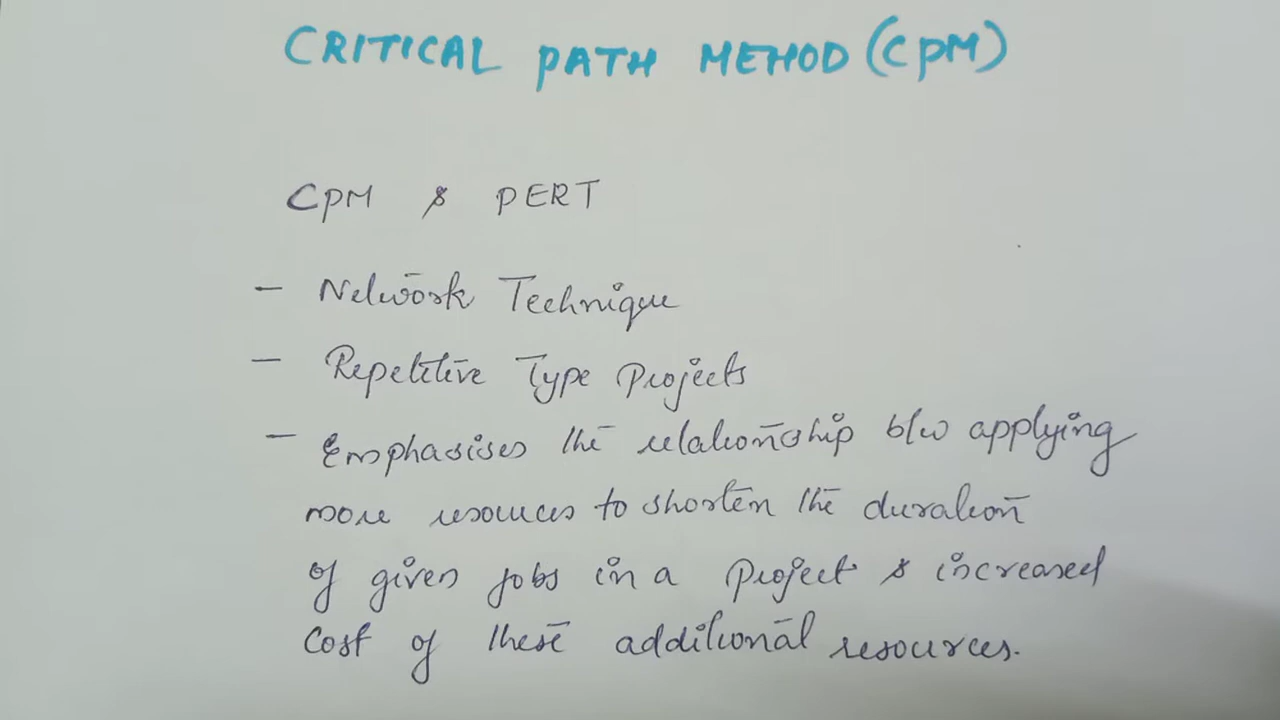 CRITICAL PATH MEHOD (CPM)
CPM & PERT
- Network Technique
- Repetitive Type Projects
- Emphasises the relationship b/w applying
more resources to shorten the duration
of given jobs in a Project & increased
Cost of these additional resources.